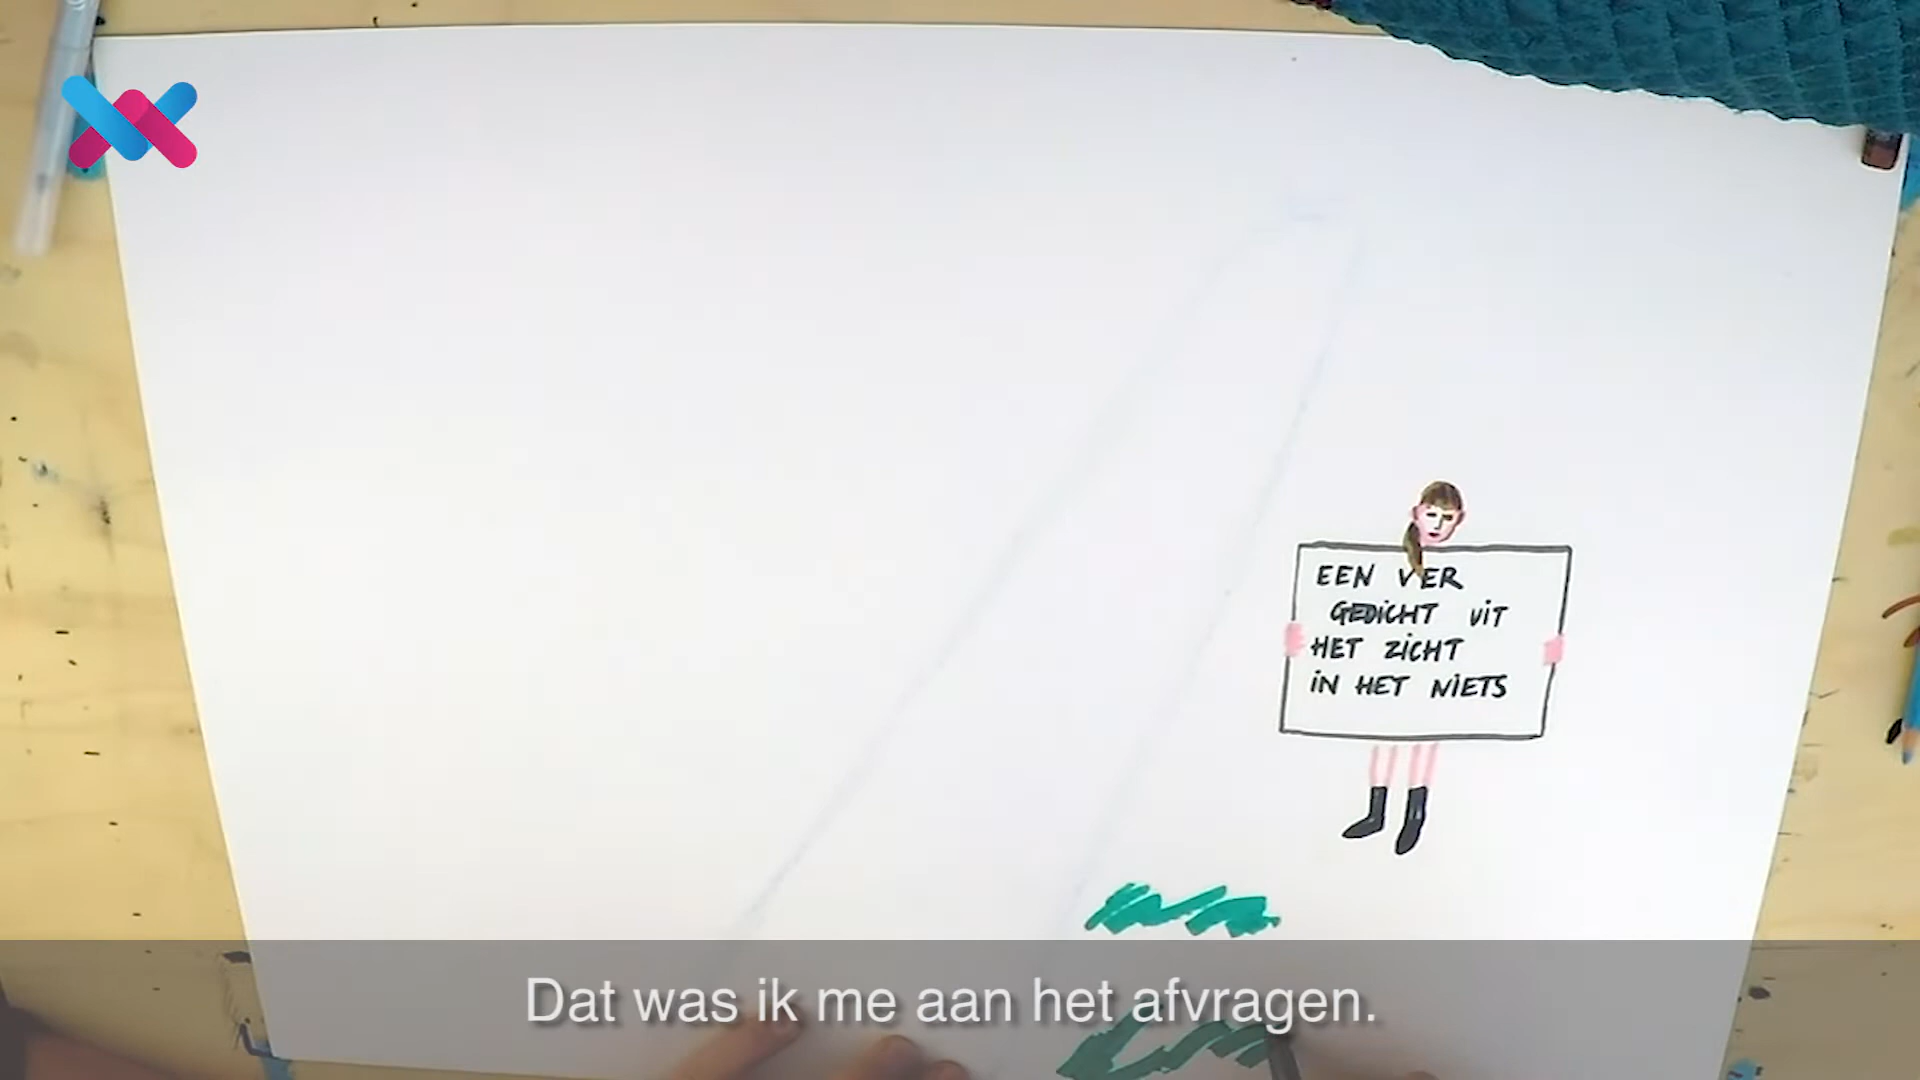 EEN VER
GEDICHT UIT
HET ZICHT
IN HET NIETS
Dat was ik me aan het afvragen.